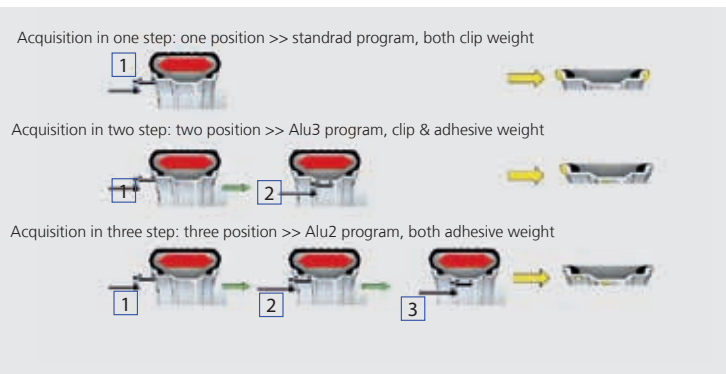 Acquisition in one step: one position >> standrad program, both clip weight
1
Acquisition in two step: two position >> Alu3 program, clip & adhesive weight
1 2
Acquisition in three step: three position >> Alu2 program, both adhesive weight
1 2 3